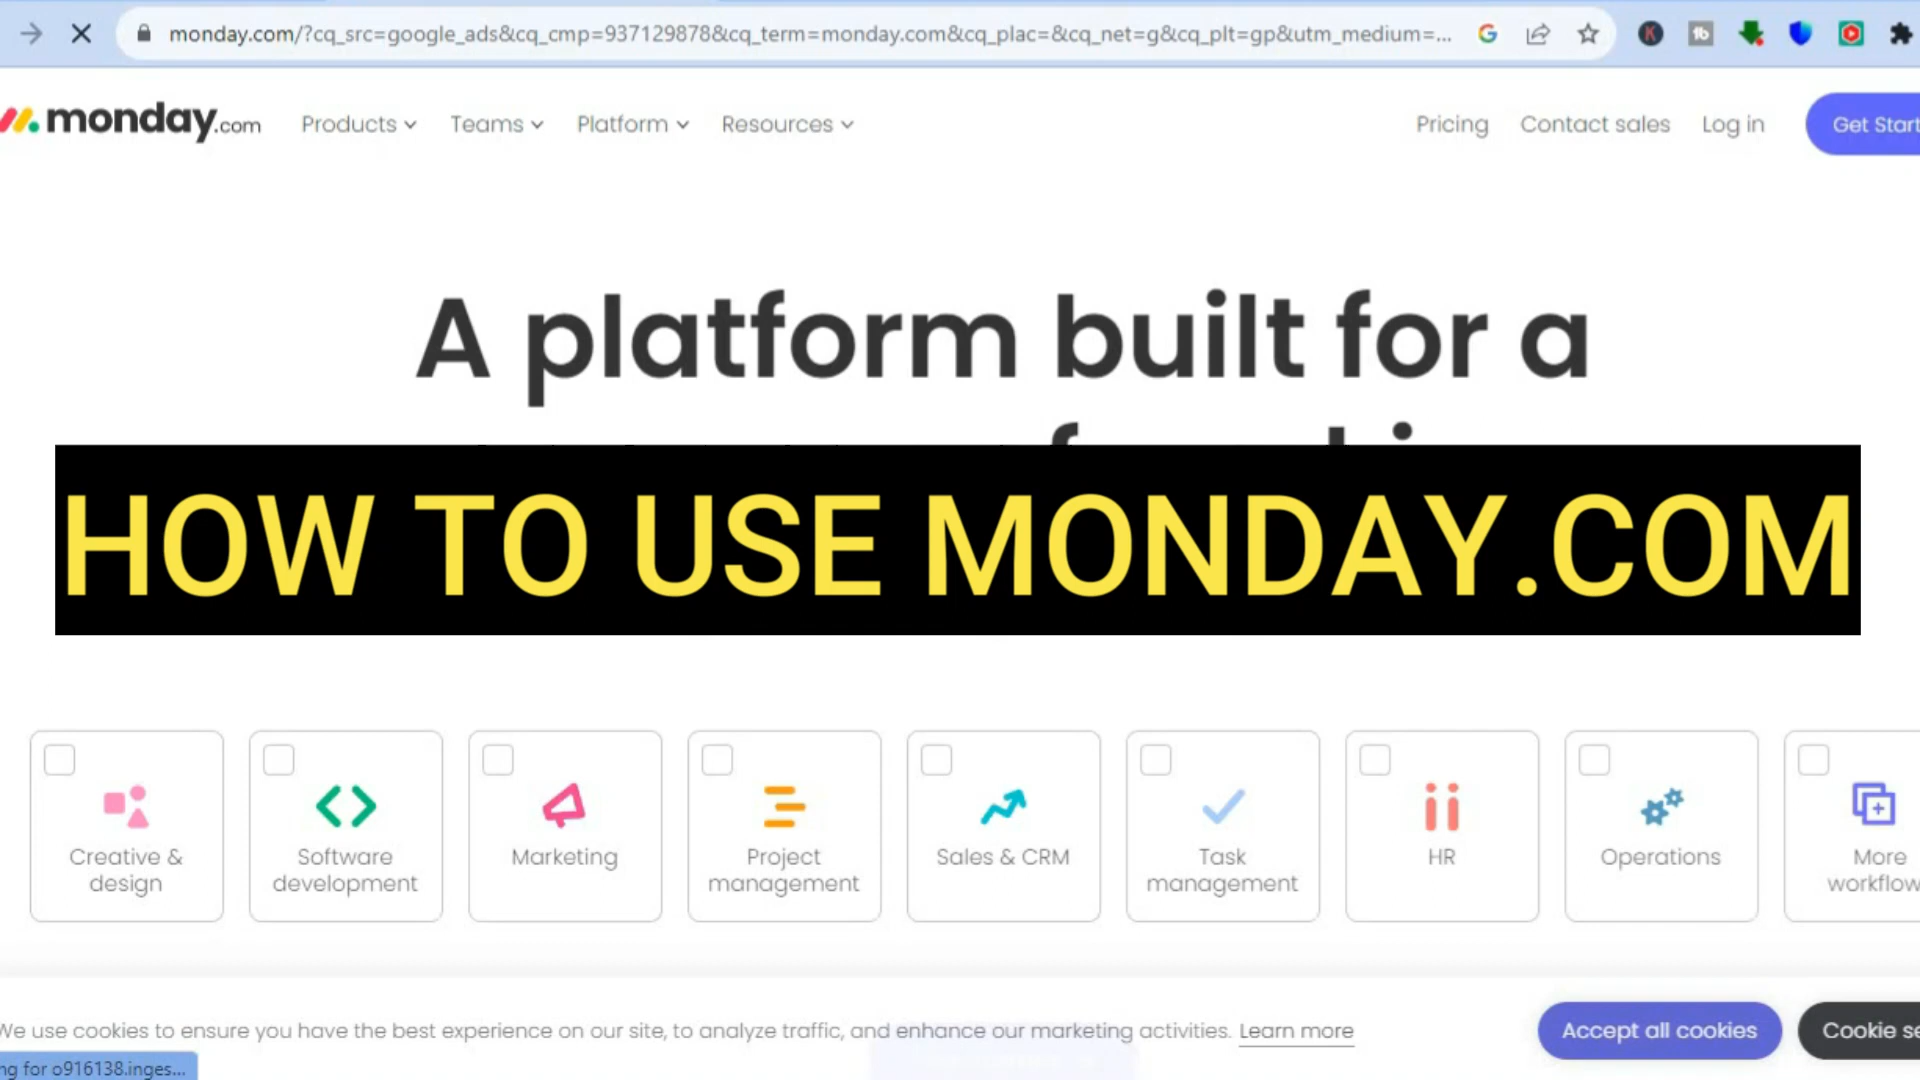 monday.com/?cq_src=google_ads&cq_cmp=937129878&cq_term=monday.com&cq_plac=&cq_net=g&cq_plt=gp&utm_medium=...
monday.com Products Teams Platform Resources Pricing Contact sales Log in Get Start
A platform built for a
HOW TO USE MONDAY.COM
Creative &
design
Software
development
Marketing
Project
management
Sales & CRM
Task
management
HR
Operations
More
workflow
We use cookies to ensure you have the best experience on our site, to analyze traffic, and enhance our marketing activities. Learn more
Accept all cookies
Cookie se
ng for o916138.inges...